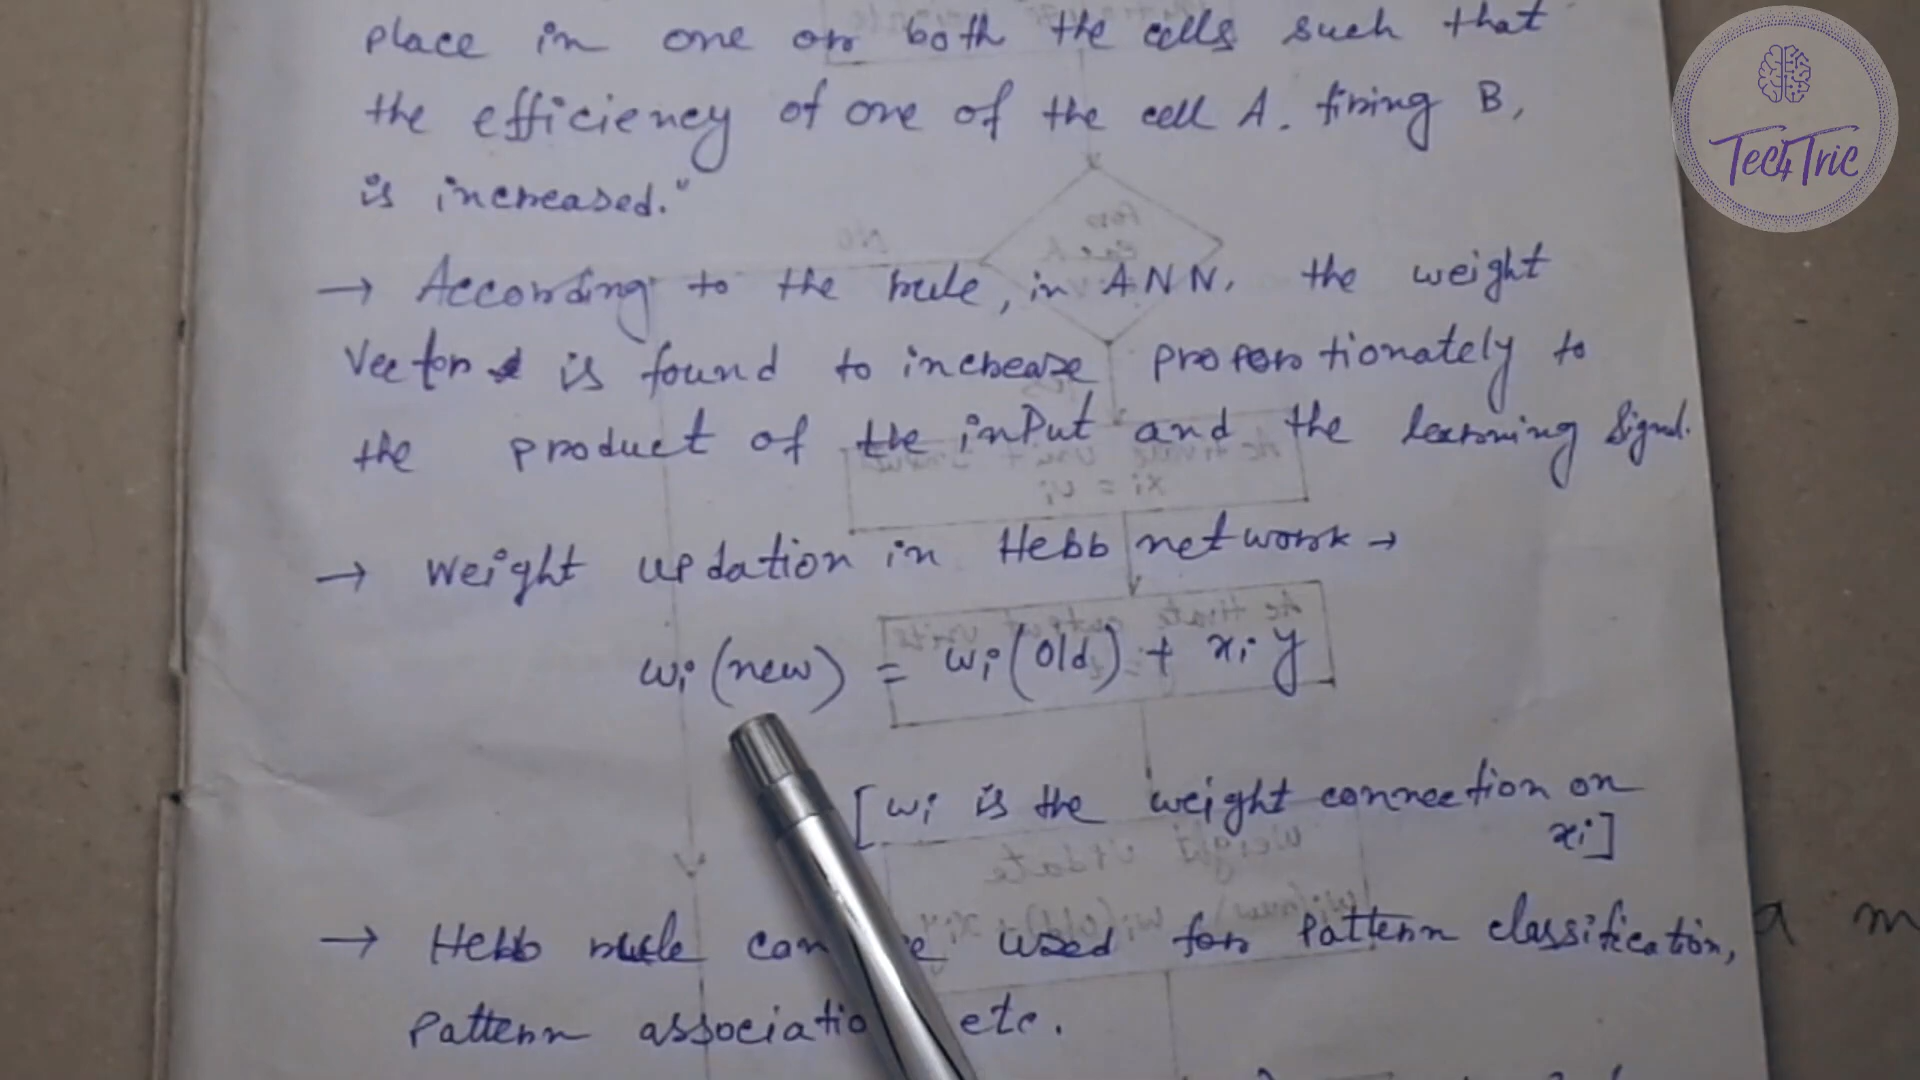 place in one or both the cells such that
the efficiency of one of the cell A. firing B,
is increased."
→ According to the rule, in ANN, the weight
Vector is found to increase proportionately to
the product of the input and the learning Signal.
→ Weight updation in Hebb network →
wi (new) = wi (old) + xi y
[wi is the weight connection on
xi]
→ Hebb rule can used for Pattern classification,
Pattern associatio etc.
TECH4TRIC